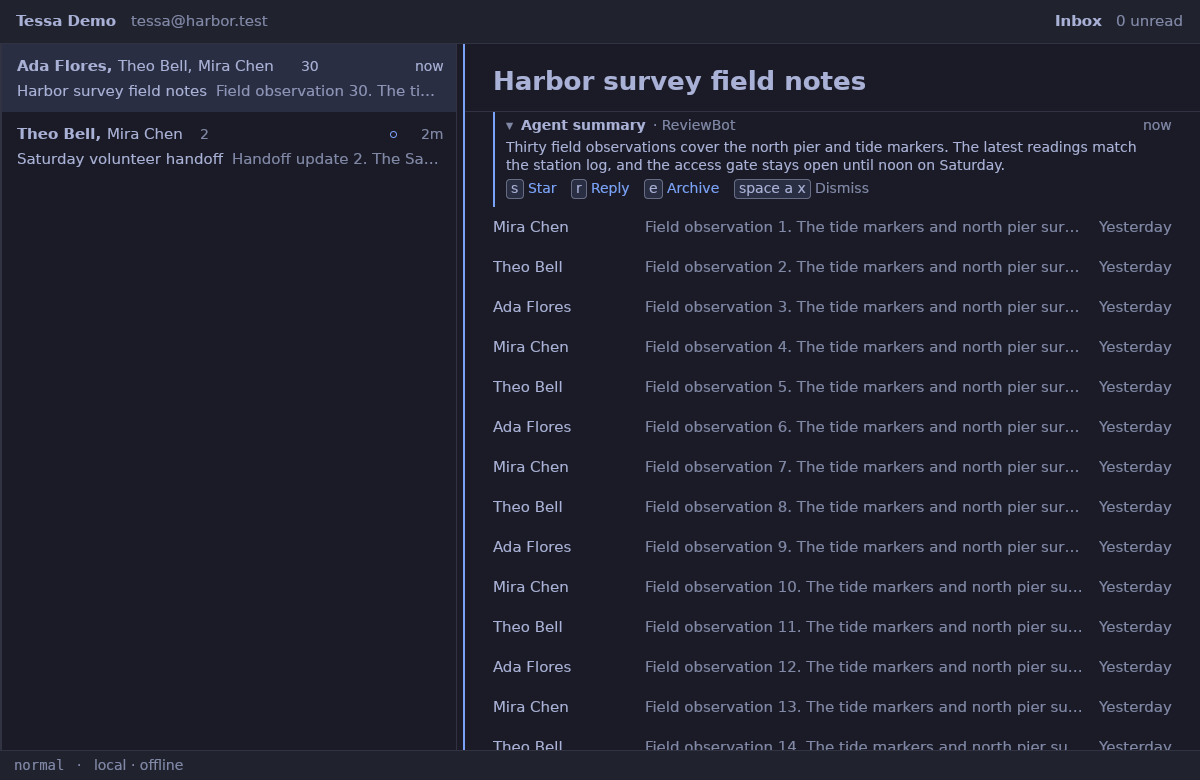 Tessa Demo tessa@harbor.test Inbox 0 unread
Ada Flores, Theo Bell, Mira Chen 30 now
Harbor survey field notes Field observation 30. The ti…
Theo Bell, Mira Chen 2 2m
Saturday volunteer handoff Handoff update 2. The Sa…
Harbor survey field notes
▾ Agent summary · ReviewBot now
Thirty field observations cover the north pier and tide markers. The latest readings match
the station log, and the access gate stays open until noon on Saturday.
s Star r Reply e Archive space a x Dismiss
Mira Chen Field observation 1. The tide markers and north pier sur… Yesterday
Theo Bell Field observation 2. The tide markers and north pier sur… Yesterday
Ada Flores Field observation 3. The tide markers and north pier sur… Yesterday
Mira Chen Field observation 4. The tide markers and north pier sur… Yesterday
Theo Bell Field observation 5. The tide markers and north pier sur… Yesterday
Ada Flores Field observation 6. The tide markers and north pier sur… Yesterday
Mira Chen Field observation 7. The tide markers and north pier sur… Yesterday
Theo Bell Field observation 8. The tide markers and north pier sur… Yesterday
Ada Flores Field observation 9. The tide markers and north pier sur… Yesterday
Mira Chen Field observation 10. The tide markers and north pier su… Yesterday
Theo Bell Field observation 11. The tide markers and north pier su… Yesterday
Ada Flores Field observation 12. The tide markers and north pier su… Yesterday
Mira Chen Field observation 13. The tide markers and north pier su… Yesterday
Theo Bell Field observation 14. The tide markers and north pier su… Yesterday
normal · local · offline